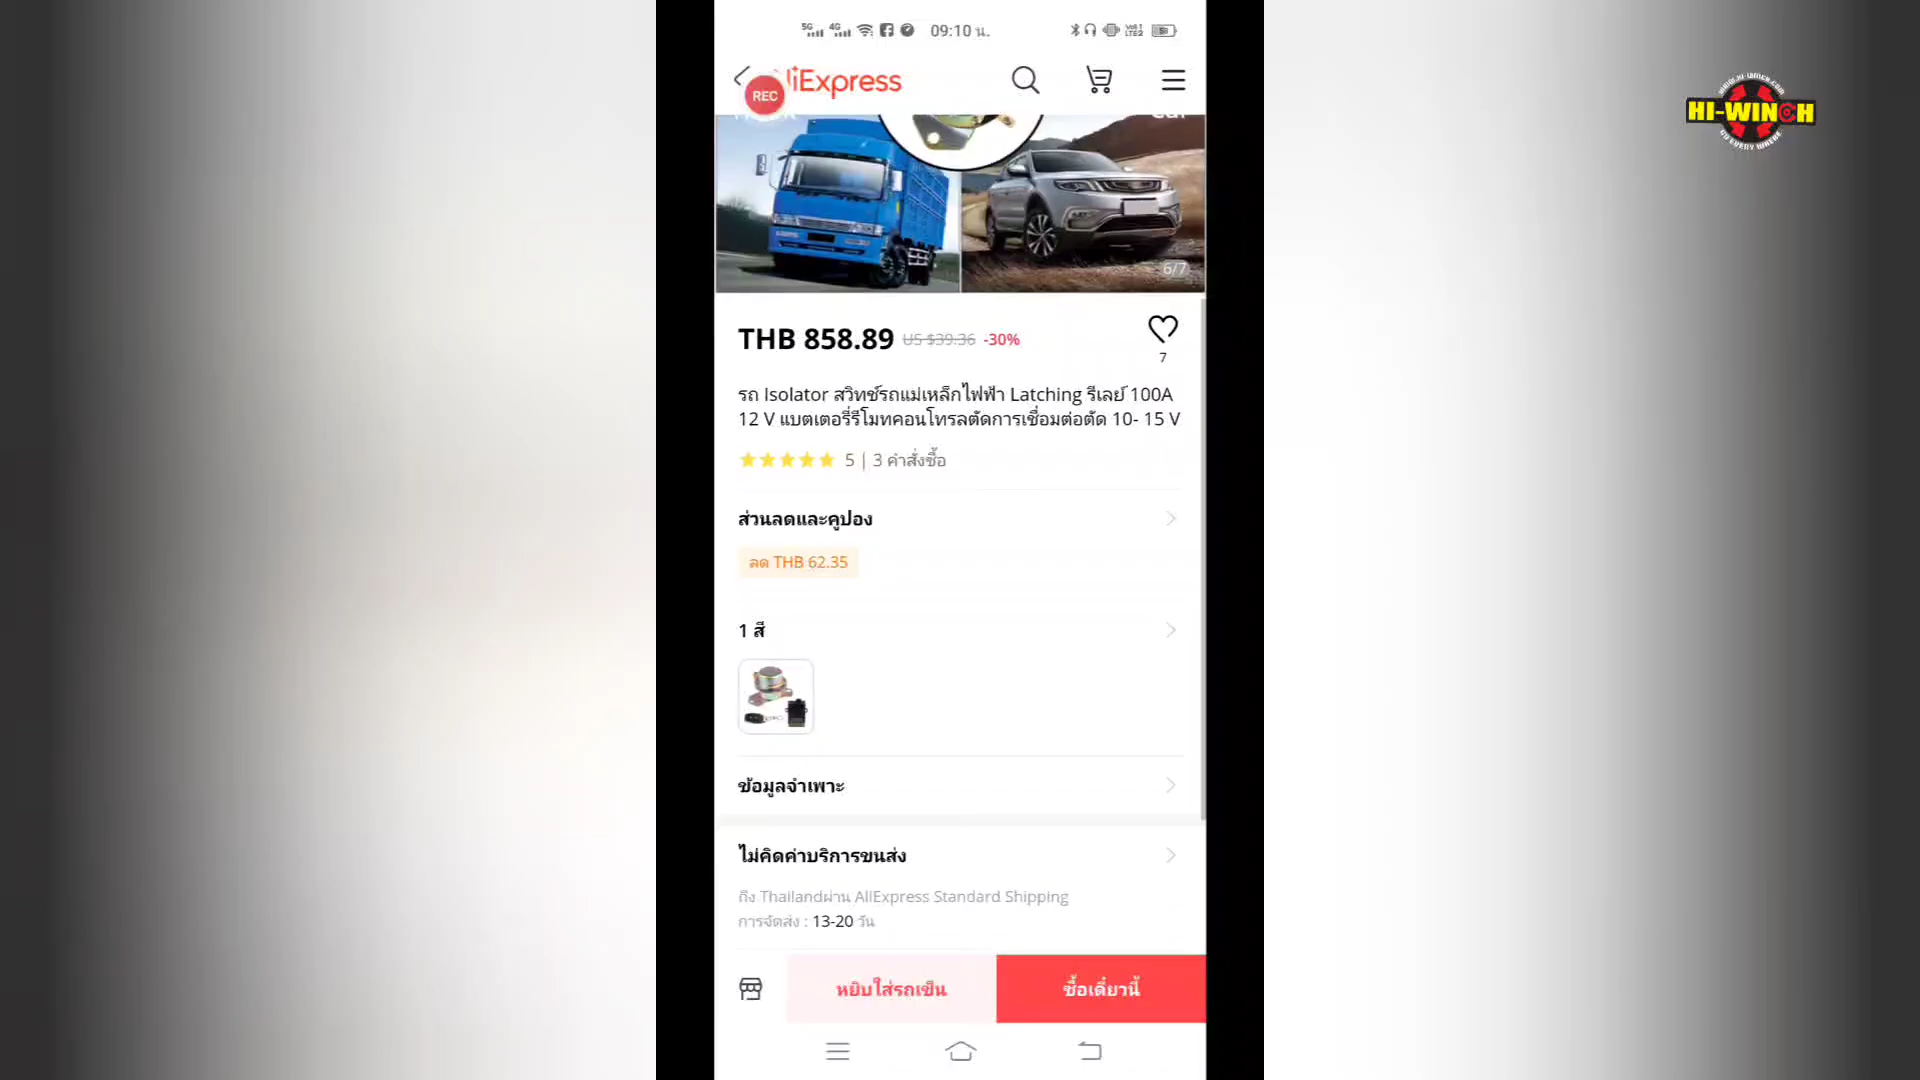 5G 4G 09:10 น.
AliExpress
REC
HI-WINCH
6/7
THB 858.89 US $39.36 -30%
7
รถ Isolator สวิทช์รถแม่เหล็กไฟฟ้า Latching รีเลย์ 100A
12 V แบตเตอรี่รีโมทคอนโทรลตัดการเชื่อมต่อตัด 10- 15 V
5 | 3 คำสั่งซื้อ
ส่วนลดและคูปอง
ลด THB 62.35
1 สี
ข้อมูลจำเพาะ
ไม่คิดค่าบริการขนส่ง
ถึง Thailandผ่าน AliExpress Standard Shipping
การจัดส่ง : 13-20 วัน
หยิบใส่รถเข็น
ซื้อเดี๋ยวนี้